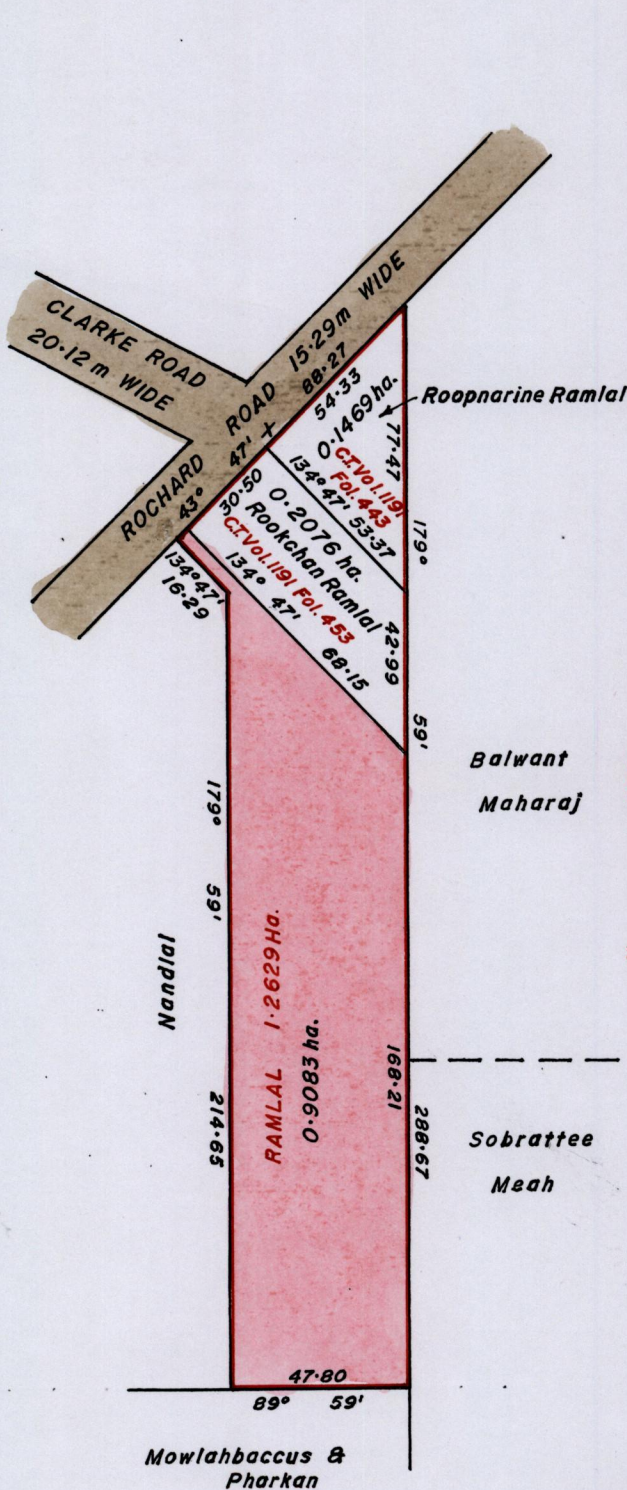 CLARKE ROAD
20·12 m WIDE
ROCHARD ROAD 15·29m WIDE
43° 47'
88·27
54·33
0·1469 ha.
Roopnarine Ramlal
C.T. Vol. 1191
Fol. 443
77·47
134° 47' 53·37
179° 59'
30·50
0·2076 ha.
Rookchan Ramlal
C.T. Vol. 1191 Fol. 453
42·99
134° 47' 68·15
134° 47'
16·29
Balwant
Maharaj
179° 59'
Nandlal
RAMLAL 1·2629 Ha.
0·9083 ha.
214·65
168·21
288·67
Sobrattee
Meah
47·80
89° 59'
Mowlahbaccus &
Pharkan